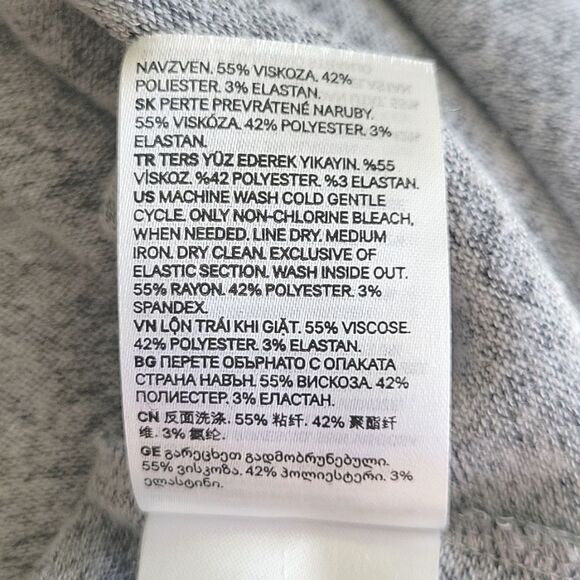 NAVZVEN. 55% VISKOZA. 42%
POLIESTER. 3% ELASTAN.
SK PERTE PREVRÁTENÉ NARUBY.
55% VISKÓZA. 42% POLYESTER. 3%
ELASTAN.
TR TERS YÜZ EDEREK YIKAYIN. %55
VİSKOZ. %42 POLYESTER. %3 ELASTAN.
US MACHINE WASH COLD GENTLE
CYCLE. ONLY NON-CHLORINE BLEACH,
WHEN NEEDED. LINE DRY. MEDIUM
IRON. DRY CLEAN. EXCLUSIVE OF
ELASTIC SECTION. WASH INSIDE OUT.
55% RAYON. 42% POLYESTER. 3%
SPANDEX.
VN LỘN TRÁI KHI GIẶT. 55% VISCOSE.
42% POLYESTER. 3% ELASTAN.
BG ПЕРЕТЕ ОБЪРНАТО С ОПАКАТА
СТРАНА НАВЪН. 55% ВИСКОЗА. 42%
ПОЛИЕСТЕР. 3% ЕЛАСТАН.
CN 反面洗涤. 55% 粘纤. 42% 聚酯纤
维. 3% 氨纶.
GE გარეცხეთ გადმობრუნებული.
55% ვისკოზა. 42% პოლიესტერი. 3%
ელასტინი.